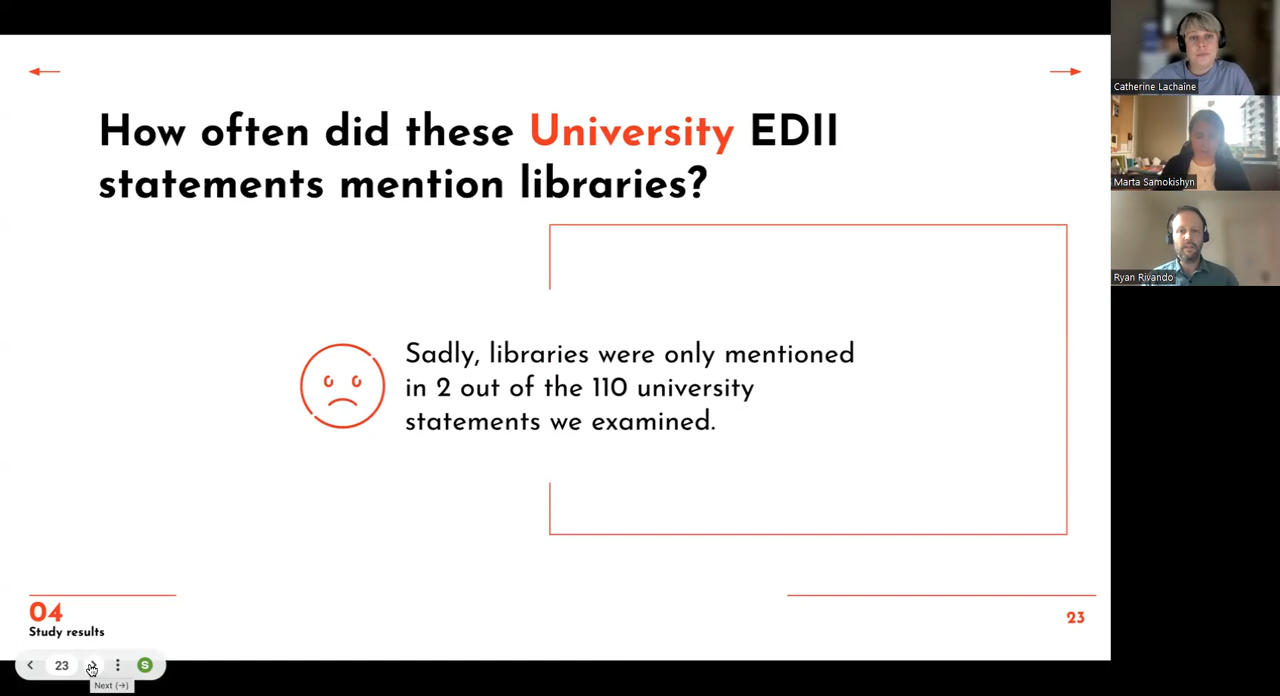 How often did these University EDII
statements mention libraries?
Sadly, libraries were only mentioned
in 2 out of the 110 university
statements we examined.
04
Study results
23
23
S
Next (→)
Catherine Lachaîne
Marta Samokishyn
Ryan Rivando